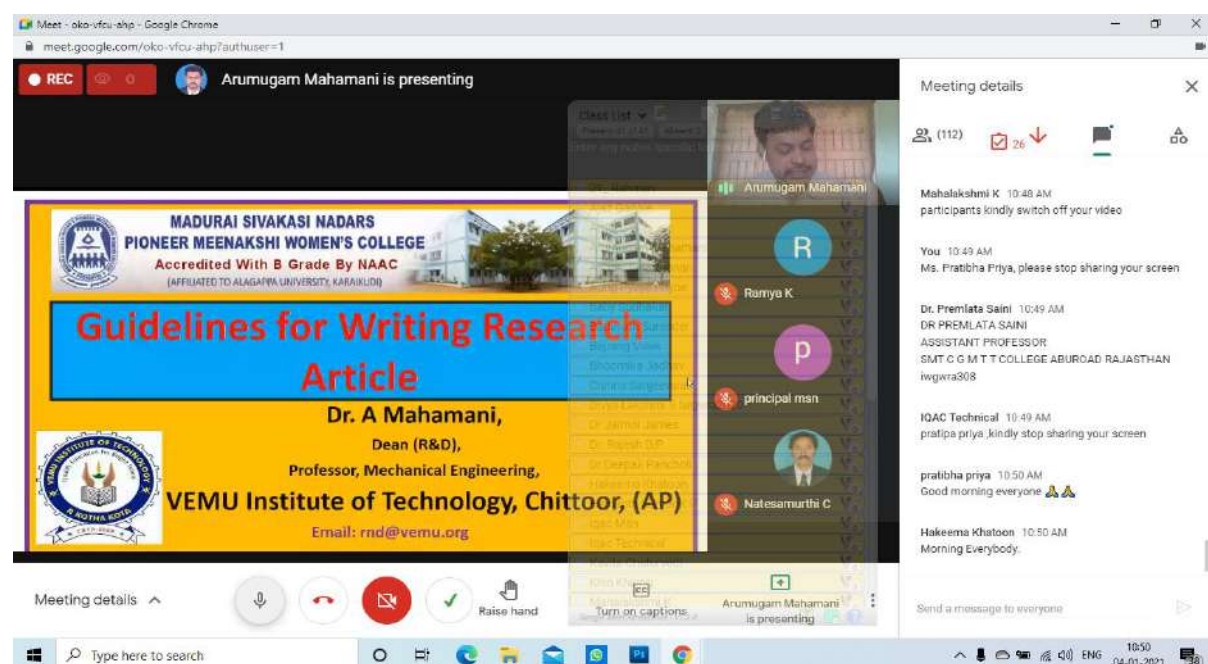 Meet - oko-vfcu-ahp - Google Chrome
meet.google.com/oko-vfcu-ahp?authuser=1
REC 0
Arumugam Mahamani is presenting
MADURAI SIVAKASI NADARS
PIONEER MEENAKSHI WOMEN'S COLLEGE
Accredited With B Grade By NAAC
(AFFILIATED TO ALAGAPPA UNIVERSITY, KARAIKUDI)
Guidelines for Writing Research
Article
Dr. A Mahamani,
Dean (R&D),
Professor, Mechanical Engineering,
VEMU Institute of Technology, Chittoor, (AP)
Email: rnd@vemu.org
Class List
Arumugam Mahamani
R
Ramya K
p
principal msn
Natesamurthi C
Arumugam Mahamani
is presenting
Meeting details
Raise hand
Turn on captions
Meeting details
(112)
26
Mahalakshmi K 10:48 AM
participants kindly switch off your video
You 10:49 AM
Ms. Pratibha Priya, please stop sharing your screen
Dr. Premlata Saini 10:49 AM
DR PREMLATA SAINI
ASSISTANT PROFESSOR
SMT C G M T T COLLEGE ABUROAD RAJASTHAN
iwgwra308
IQAC Technical 10:49 AM
pratipa priya ,kindly stop sharing your screen
pratibha priya 10:50 AM
Good morning everyone 🙏🙏
Hakeema Khatoon 10:50 AM
Morning Everybody.
Send a message to everyone
Type here to search
ENG
10:50
04-01-2021